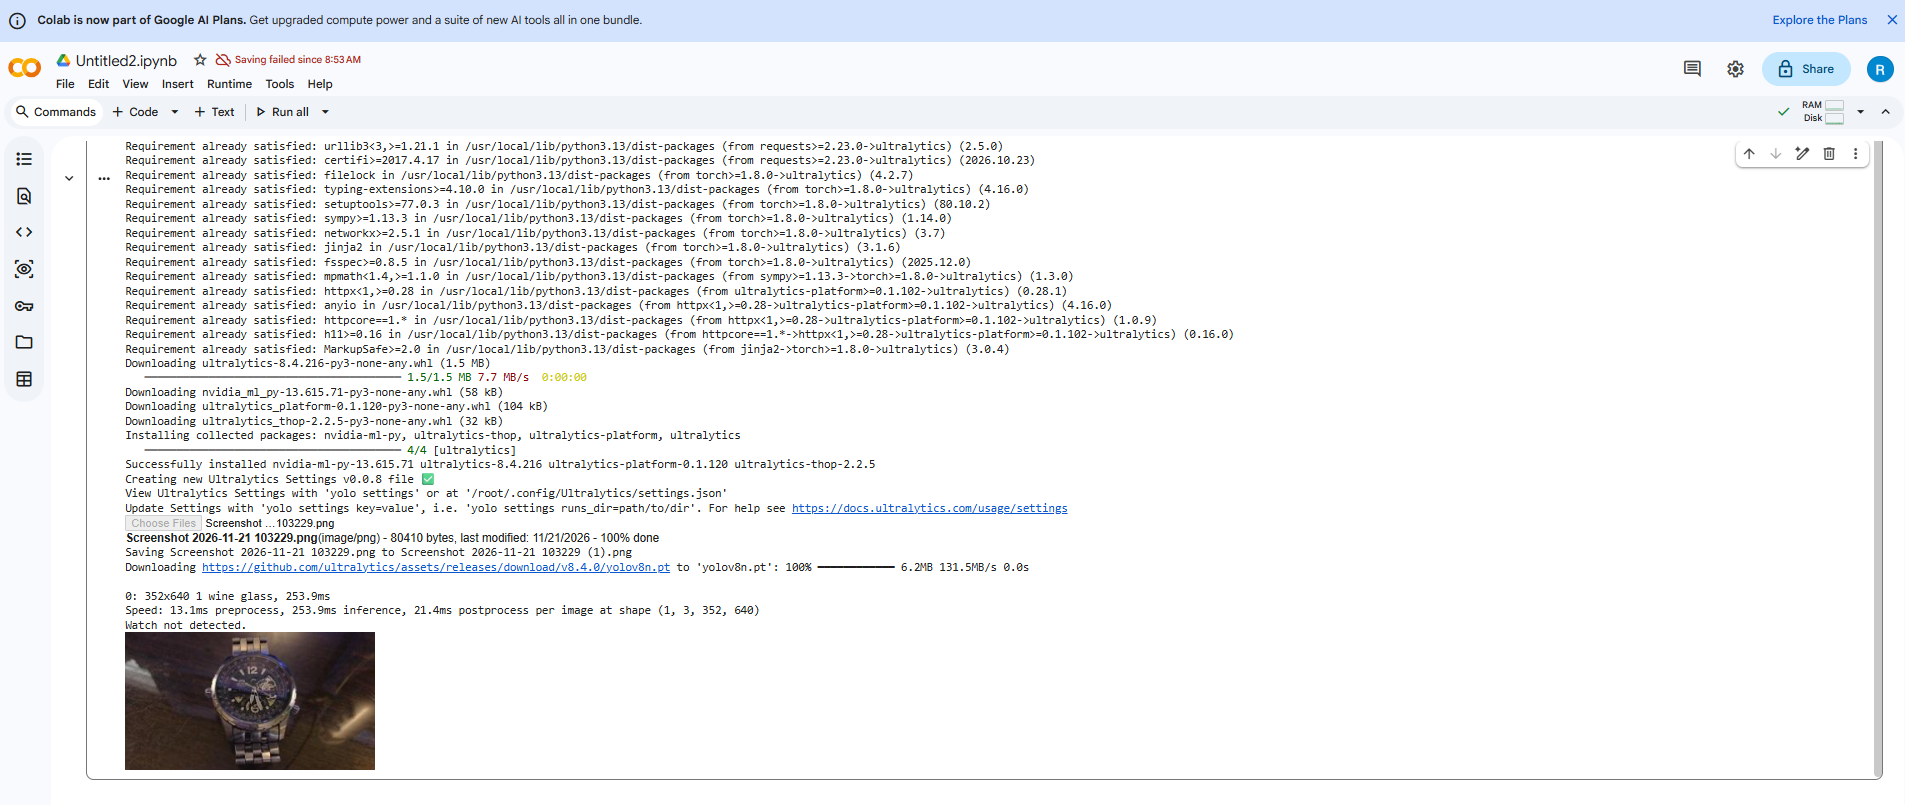 Colab is now part of Google AI Plans. Get upgraded compute power and a suite of new AI tools all in one bundle.
Explore the Plans
Untitled2.ipynb
Saving failed since 8:53 AM
File Edit View Insert Runtime Tools Help
Share
R
Commands + Code + Text Run all
RAM
Disk
Requirement already satisfied: urllib3<3,>=1.21.1 in /usr/local/lib/python3.13/dist-packages (from requests>=2.23.0->ultralytics) (2.5.0)
Requirement already satisfied: certifi>=2017.4.17 in /usr/local/lib/python3.13/dist-packages (from requests>=2.23.0->ultralytics) (2026.10.23)
Requirement already satisfied: filelock in /usr/local/lib/python3.13/dist-packages (from torch>=1.8.0->ultralytics) (4.2.7)
Requirement already satisfied: typing-extensions>=4.10.0 in /usr/local/lib/python3.13/dist-packages (from torch>=1.8.0->ultralytics) (4.16.0)
Requirement already satisfied: setuptools>=77.0.3 in /usr/local/lib/python3.13/dist-packages (from torch>=1.8.0->ultralytics) (80.10.2)
Requirement already satisfied: sympy>=1.13.3 in /usr/local/lib/python3.13/dist-packages (from torch>=1.8.0->ultralytics) (1.14.0)
Requirement already satisfied: networkx>=2.5.1 in /usr/local/lib/python3.13/dist-packages (from torch>=1.8.0->ultralytics) (3.7)
Requirement already satisfied: jinja2 in /usr/local/lib/python3.13/dist-packages (from torch>=1.8.0->ultralytics) (3.1.6)
Requirement already satisfied: fsspec>=0.8.5 in /usr/local/lib/python3.13/dist-packages (from torch>=1.8.0->ultralytics) (2025.12.0)
Requirement already satisfied: mpmath<1.4,>=1.1.0 in /usr/local/lib/python3.13/dist-packages (from sympy>=1.13.3->torch>=1.8.0->ultralytics) (1.3.0)
Requirement already satisfied: httpx<1,>=0.28 in /usr/local/lib/python3.13/dist-packages (from ultralytics-platform>=0.1.102->ultralytics) (0.28.1)
Requirement already satisfied: anyio in /usr/local/lib/python3.13/dist-packages (from httpx<1,>=0.28->ultralytics-platform>=0.1.102->ultralytics) (4.16.0)
Requirement already satisfied: httpcore==1.* in /usr/local/lib/python3.13/dist-packages (from httpx<1,>=0.28->ultralytics-platform>=0.1.102->ultralytics) (1.0.9)
Requirement already satisfied: h11>=0.16 in /usr/local/lib/python3.13/dist-packages (from httpcore==1.*->httpx<1,>=0.28->ultralytics-platform>=0.1.102->ultralytics) (0.16.0)
Requirement already satisfied: MarkupSafe>=2.0 in /usr/local/lib/python3.13/dist-packages (from jinja2->torch>=1.8.0->ultralytics) (3.0.4)
Downloading ultralytics-8.4.216-py3-none-any.whl (1.5 MB)
1.5/1.5 MB 7.7 MB/s 0:00:00
Downloading nvidia_ml_py-13.615.71-py3-none-any.whl (58 kB)
Downloading ultralytics_platform-0.1.120-py3-none-any.whl (104 kB)
Downloading ultralytics_thop-2.2.5-py3-none-any.whl (32 kB)
Installing collected packages: nvidia-ml-py, ultralytics-thop, ultralytics-platform, ultralytics
4/4 [ultralytics]
Successfully installed nvidia-ml-py-13.615.71 ultralytics-8.4.216 ultralytics-platform-0.1.120 ultralytics-thop-2.2.5
Creating new Ultralytics Settings v0.0.8 file ✅
View Ultralytics Settings with 'yolo settings' or at '/root/.config/Ultralytics/settings.json'
Update Settings with 'yolo settings key=value', i.e. 'yolo settings runs_dir=path/to/dir'. For help see https://docs.ultralytics.com/usage/settings
Choose Files Screenshot ...103229.png
Screenshot 2026-11-21 103229.png(image/png) - 80410 bytes, last modified: 11/21/2026 - 100% done
Saving Screenshot 2026-11-21 103229.png to Screenshot 2026-11-21 103229 (1).png
Downloading https://github.com/ultralytics/assets/releases/download/v8.4.0/yolov8n.pt to 'yolov8n.pt': 100% ━━━━━━━━━━━━ 6.2MB 131.5MB/s 0.0s
0: 352x640 1 wine glass, 253.9ms
Speed: 13.1ms preprocess, 253.9ms inference, 21.4ms postprocess per image at shape (1, 3, 352, 640)
Watch not detected.
12